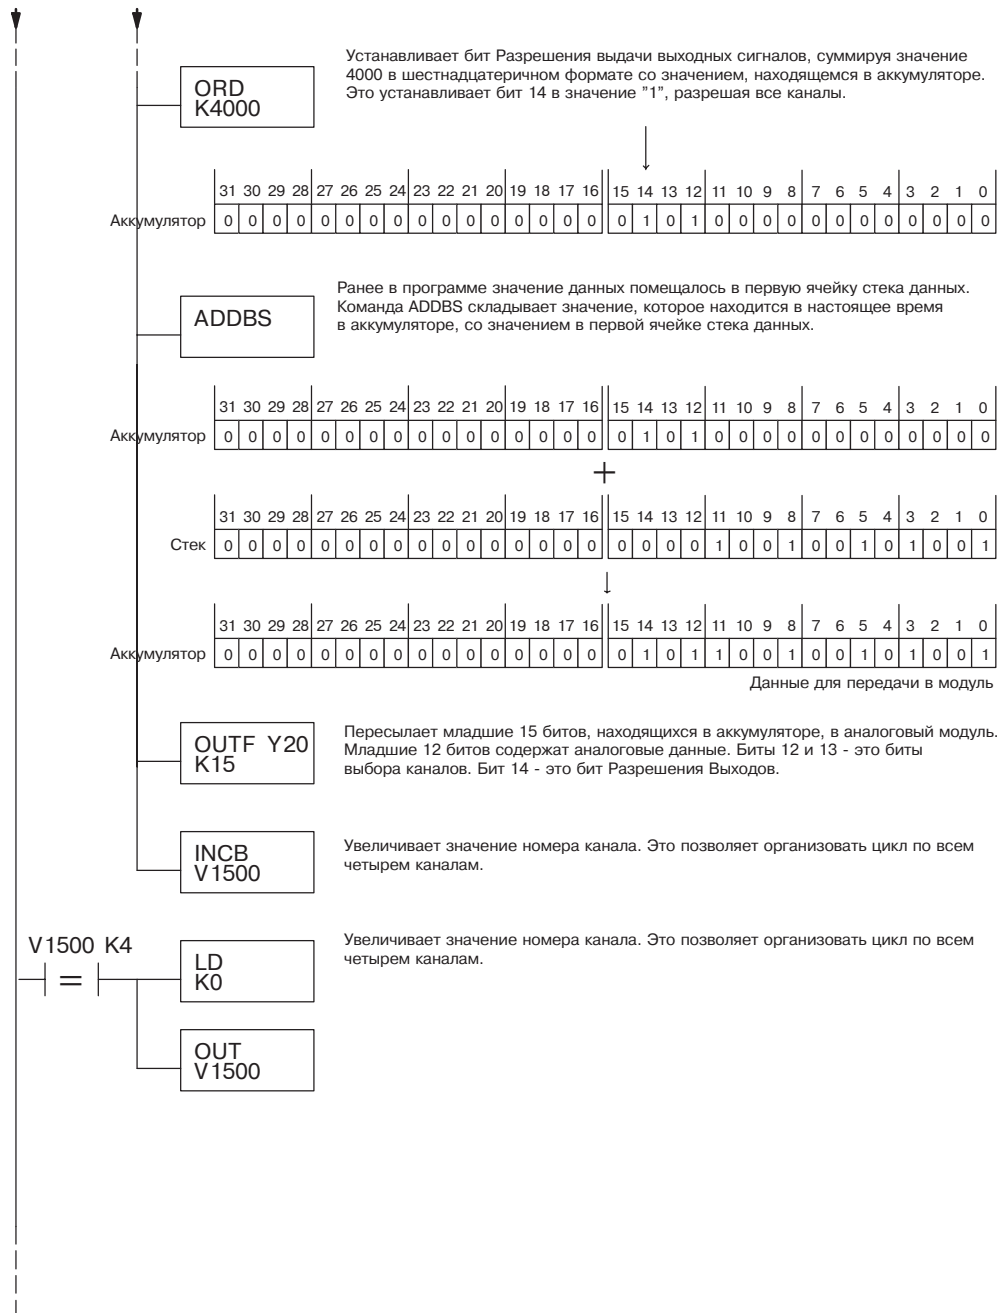 Устанавливает бит Разрешения выдачи выходных сигналов, суммируя значение
4000 в шестнадцатеричном формате со значением, находящемся в аккумуляторе.
Это устанавливает бит 14 в значение ”1”, разрешая все каналы.
ORD
K4000
31 30 29 28 27 26 25 24 23 22 21 20 19 18 17 16 15 14 13 12 11 10 9 8 7 6 5 4 3 2 1 0
Аккумулятор 0 0 0 0 0 0 0 0 0 0 0 0 0 0 0 0 0 1 0 1 0 0 0 0 0 0 0 0 0 0 0 0
Ранее в программе значение данных помещалось в первую ячейку стека данных.
Команда ADDBS складывает значение, которое находится в настоящее время
в аккумуляторе, со значением в первой ячейке стека данных.
ADDBS
31 30 29 28 27 26 25 24 23 22 21 20 19 18 17 16 15 14 13 12 11 10 9 8 7 6 5 4 3 2 1 0
Аккумулятор 0 0 0 0 0 0 0 0 0 0 0 0 0 0 0 0 0 1 0 1 0 0 0 0 0 0 0 0 0 0 0 0
+
31 30 29 28 27 26 25 24 23 22 21 20 19 18 17 16 15 14 13 12 11 10 9 8 7 6 5 4 3 2 1 0
Стек 0 0 0 0 0 0 0 0 0 0 0 0 0 0 0 0 0 0 0 0 1 0 0 1 0 0 1 0 1 0 0 1
31 30 29 28 27 26 25 24 23 22 21 20 19 18 17 16 15 14 13 12 11 10 9 8 7 6 5 4 3 2 1 0
Аккумулятор 0 0 0 0 0 0 0 0 0 0 0 0 0 0 0 0 0 1 0 1 1 0 0 1 0 0 1 0 1 0 0 1
Данные для передачи в модуль
OUTF Y20
K15
Пересылает младшие 15 битов, находящихся в аккумуляторе, в аналоговый модуль.
Младшие 12 битов содержат аналоговые данные. Биты 12 и 13 - это биты
выбора каналов. Бит 14 - это бит Разрешения Выходов.
INCB
V1500
Увеличивает значение номера канала. Это позволяет организовать цикл по всем
четырем каналам.
V1500 K4
=
LD
K0
Увеличивает значение номера канала. Это позволяет организовать цикл по всем
четырем каналам.
OUT
V1500